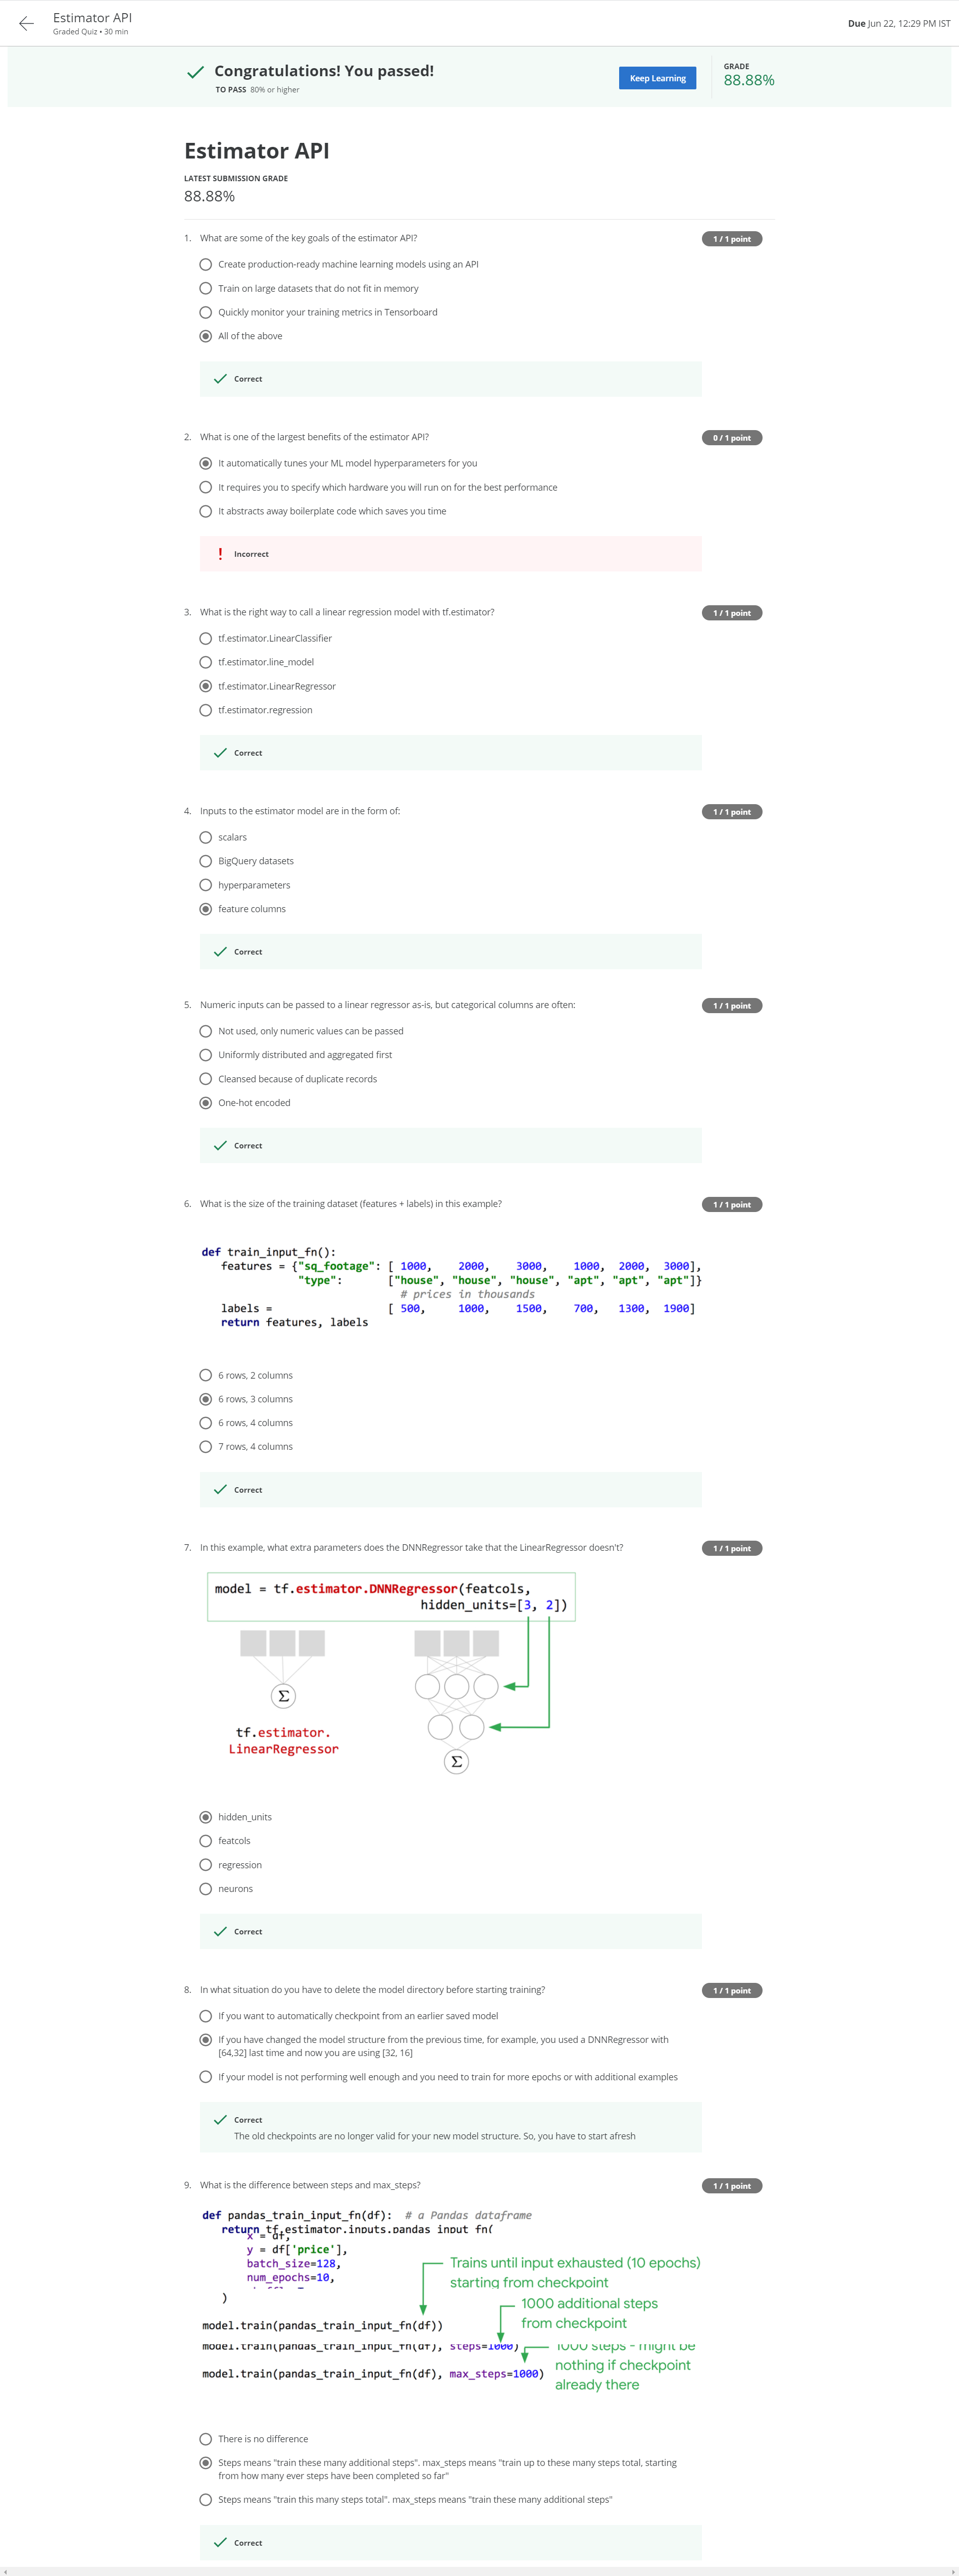 Estimator API
Graded Quiz • 30 min
Due Jun 22, 12:29 PM IST
Congratulations! You passed!
TO PASS 80% or higher
Keep Learning
GRADE
88.88%
Estimator API
LATEST SUBMISSION GRADE
88.88%
1. What are some of the key goals of the estimator API?
1 / 1 point
Create production-ready machine learning models using an API
Train on large datasets that do not fit in memory
Quickly monitor your training metrics in Tensorboard
All of the above
Correct
2. What is one of the largest benefits of the estimator API?
0 / 1 point
It automatically tunes your ML model hyperparameters for you
It requires you to specify which hardware you will run on for the best performance
It abstracts away boilerplate code which saves you time
! Incorrect
3. What is the right way to call a linear regression model with tf.estimator?
1 / 1 point
tf.estimator.LinearClassifier
tf.estimator.line_model
tf.estimator.LinearRegressor
tf.estimator.regression
Correct
4. Inputs to the estimator model are in the form of:
1 / 1 point
scalars
BigQuery datasets
hyperparameters
feature columns
Correct
5. Numeric inputs can be passed to a linear regressor as-is, but categorical columns are often:
1 / 1 point
Not used, only numeric values can be passed
Uniformly distributed and aggregated first
Cleansed because of duplicate records
One-hot encoded
Correct
6. What is the size of the training dataset (features + labels) in this example?
1 / 1 point
def train_input_fn():
features = {"sq_footage": [ 1000, 2000, 3000, 1000, 2000, 3000],
"type": ["house", "house", "house", "apt", "apt", "apt"]}
# prices in thousands
labels = [ 500, 1000, 1500, 700, 1300, 1900]
return features, labels
6 rows, 2 columns
6 rows, 3 columns
6 rows, 4 columns
7 rows, 4 columns
Correct
7. In this example, what extra parameters does the DNNRegressor take that the LinearRegressor doesn't?
1 / 1 point
model = tf.estimator.DNNRegressor(featcols,
hidden_units=[3, 2])
Σ
tf.estimator.
LinearRegressor
Σ
hidden_units
featcols
regression
neurons
Correct
8. In what situation do you have to delete the model directory before starting training?
1 / 1 point
If you want to automatically checkpoint from an earlier saved model
If you have changed the model structure from the previous time, for example, you used a DNNRegressor with
[64,32] last time and now you are using [32, 16]
If your model is not performing well enough and you need to train for more epochs or with additional examples
Correct
The old checkpoints are no longer valid for your new model structure. So, you have to start afresh
9. What is the difference between steps and max_steps?
1 / 1 point
def pandas_train_input_fn(df): # a Pandas dataframe
return tf.estimator.inputs.pandas_input_fn(
x = df,
y = df['price'],
batch_size=128,
num_epochs=10,
)
Trains until input exhausted (10 epochs)
starting from checkpoint
1000 additional steps
from checkpoint
model.train(pandas_train_input_fn(df))
model.train(pandas_train_input_fn(df), steps=1000)
1000 steps - might be
nothing if checkpoint
already there
model.train(pandas_train_input_fn(df), max_steps=1000)
There is no difference
Steps means "train these many additional steps". max_steps means "train up to these many steps total, starting
from how many ever steps have been completed so far"
Steps means "train this many steps total". max_steps means "train these many additional steps"
Correct